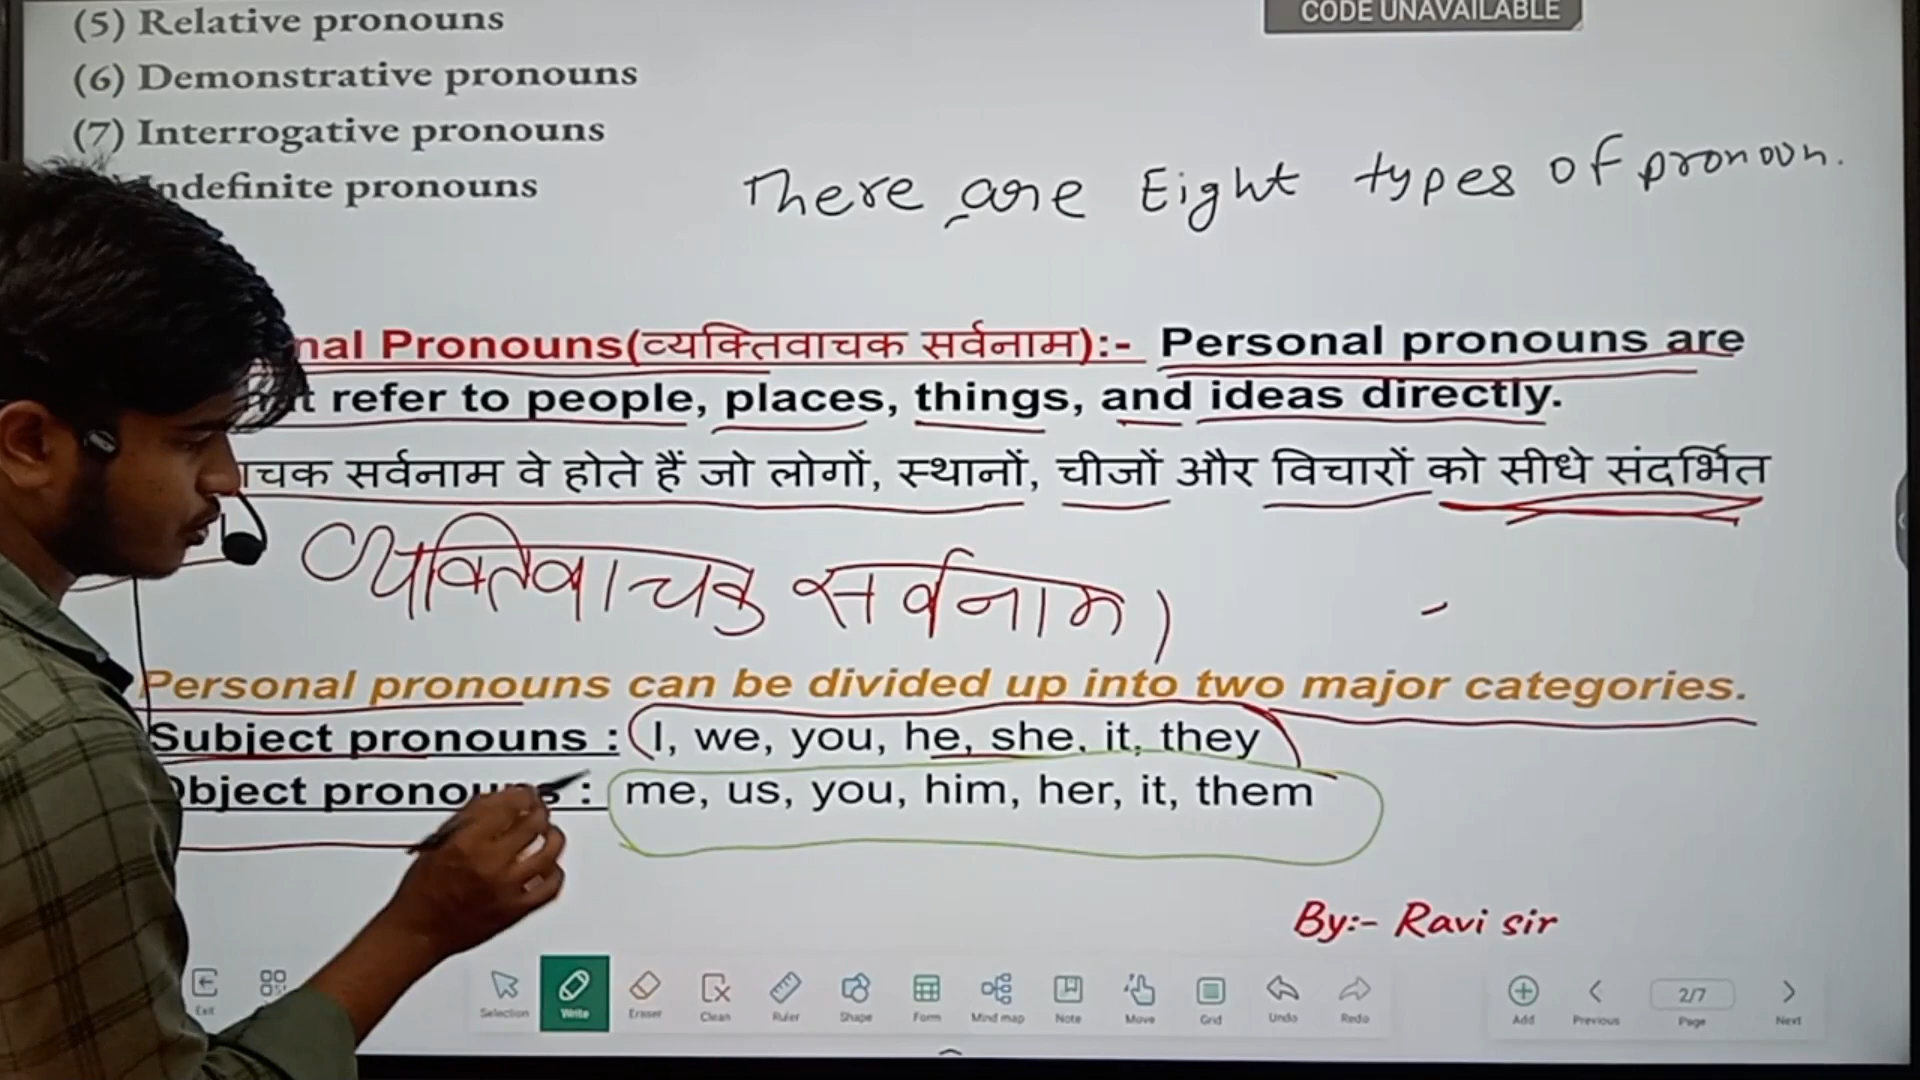 (5) Relative pronouns
CODE UNAVAILABLE
(6) Demonstrative pronouns
(7) Interrogative pronouns
Indefinite pronouns
There are Eight types of pronoun.
nal Pronouns(व्यक्तिवाचक सर्वनाम):- Personal pronouns are
refer to people, places, things, and ideas directly.
ाचक सर्वनाम वे होते हैं जो लोगों, स्थानों, चीजों और विचारों को सीधे संदर्भित
व्यक्तिवाचक सर्वनाम)
Personal pronouns can be divided up into two major categories.
Subject pronouns : I, we, you, he, she, it, they
Object pronouns : me, us, you, him, her, it, them
By:- Ravi sir
Exit
Selection Write Eraser Clean Ruler Shape Form Mind map Note Move Grid Undo Redo Add Previous 2/7 Page Next